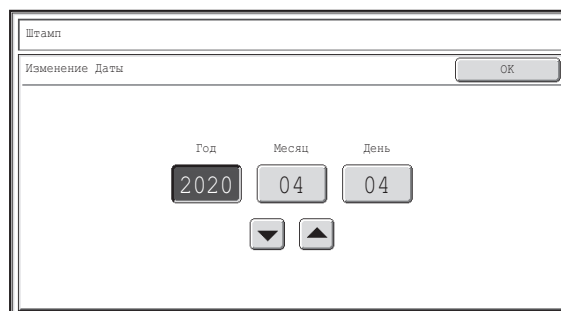 Штамп
Изменение Даты
OK
Год Месяц День
2020 04 04